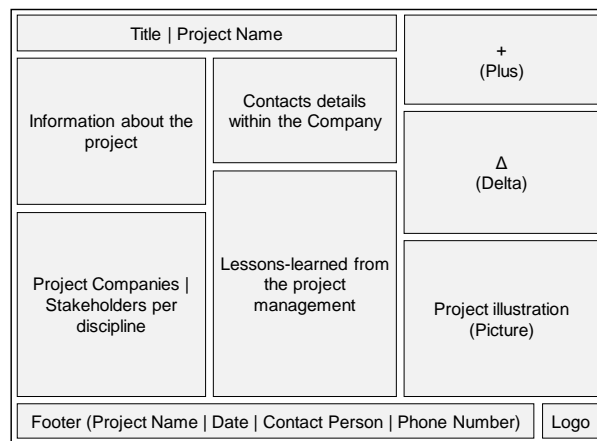 Title | Project Name
Information about the
project
Contacts details
within the Company
+
(Plus)
Δ
(Delta)
Project Companies |
Stakeholders per
discipline
Lessons-learned from
the project
management
Project illustration
(Picture)
Footer (Project Name | Date | Contact Person | Phone Number)
Logo